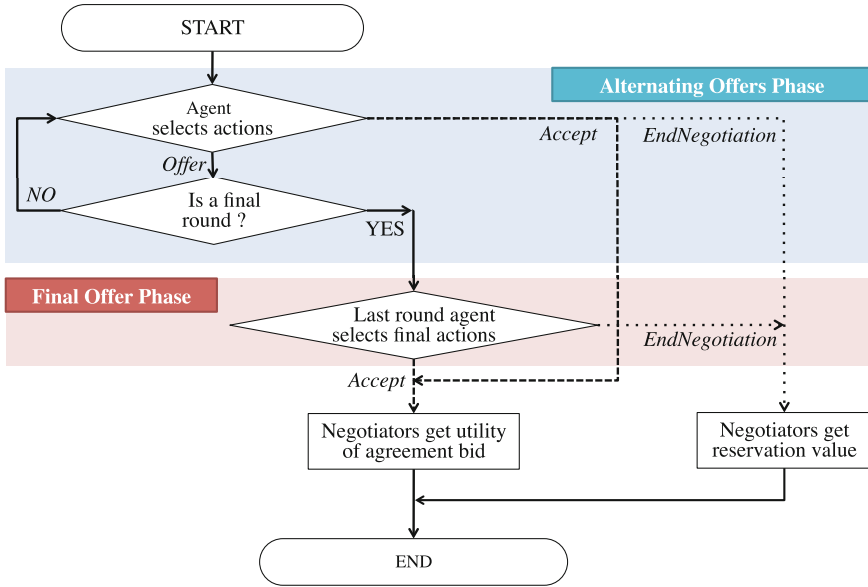 START
Alternating Offers Phase
Agent
selects actions
Accept
EndNegotiation
Offer
NO
Is a final
round ?
YES
Final Offer Phase
Last round agent
selects final actions
EndNegotiation
Accept
Negotiators get utility
of agreement bid
Negotiators get
reservation value
END